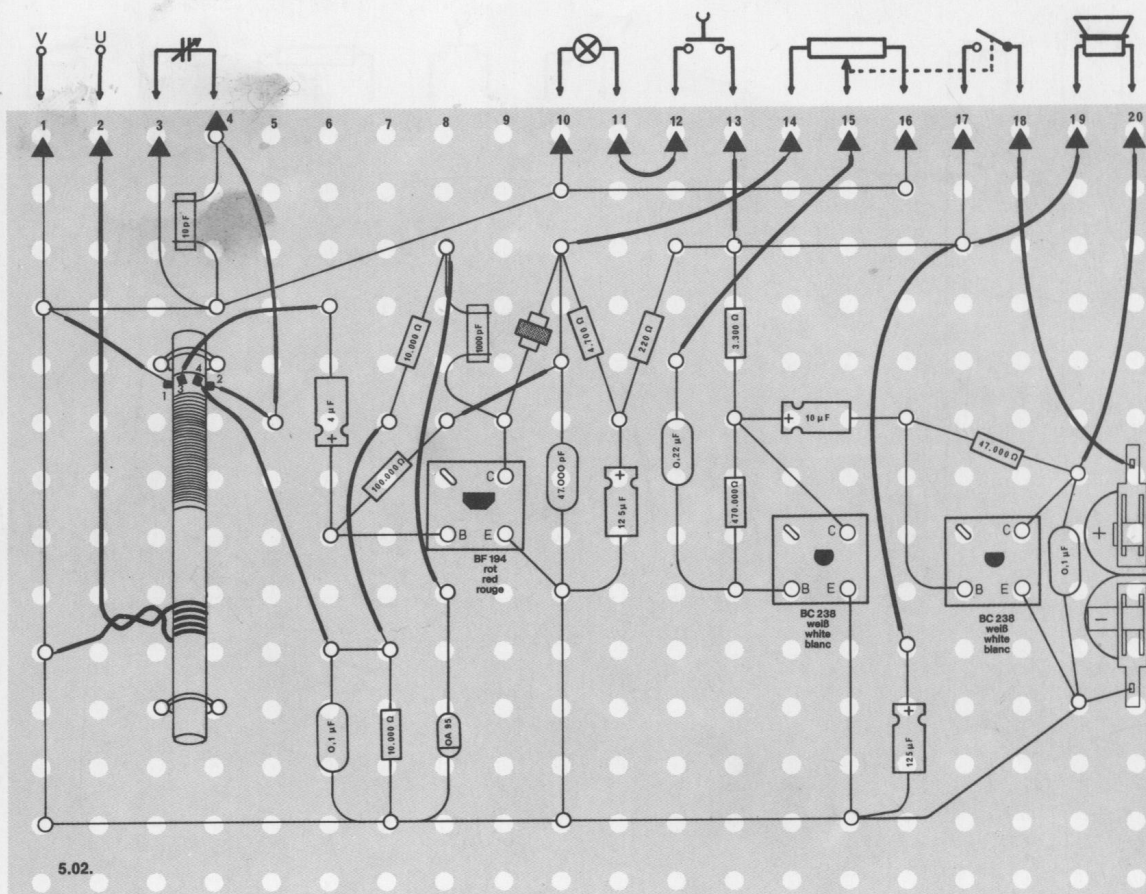 V U
1 2 3 4 5 6 7 8 9 10 11 12 13 14 15 16 17 18 19 20
10 pF
10.000 Ω
1000 pF
4.700 Ω
220 Ω
3.300 Ω
1 3 4 2
4 µF
+
100.000 Ω
47.000 pF
+
125 µF
0,22 µF
+
10 µF
47.000 Ω
470.000 Ω
C
B E
BF 194
rot
red
rouge
C
B E
BC 238
weiß
white
blanc
C
B E
BC 238
weiß
white
blanc
0,1 µF
+
-
0,1 µF
10.000 Ω
OA 95
+
125 µF
5.02.